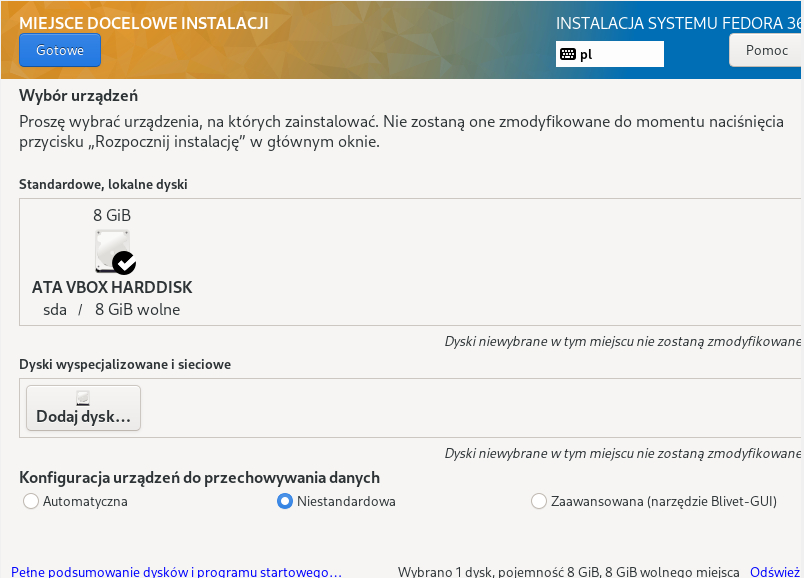 MIEJSCE DOCELOWE INSTALACJI
INSTALACJA SYSTEMU FEDORA 36
Gotowe
pl
Pomoc
Wybór urządzeń
Proszę wybrać urządzenia, na których zainstalować. Nie zostaną one zmodyfikowane do momentu naciśnięcia
przycisku „Rozpocznij instalację” w głównym oknie.
Standardowe, lokalne dyski
8 GiB
ATA VBOX HARDDISK
sda / 8 GiB wolne
Dyski niewybrane w tym miejscu nie zostaną zmodyfikowane
Dyski wyspecjalizowane i sieciowe
Dodaj dysk…
Dyski niewybrane w tym miejscu nie zostaną zmodyfikowane
Konfiguracja urządzeń do przechowywania danych
Automatyczna
Niestandardowa
Zaawansowana (narzędzie Blivet-GUI)
Pełne podsumowanie dysków i programu startowego…
Wybrano 1 dysk, pojemność 8 GiB, 8 GiB wolnego miejsca
Odśwież